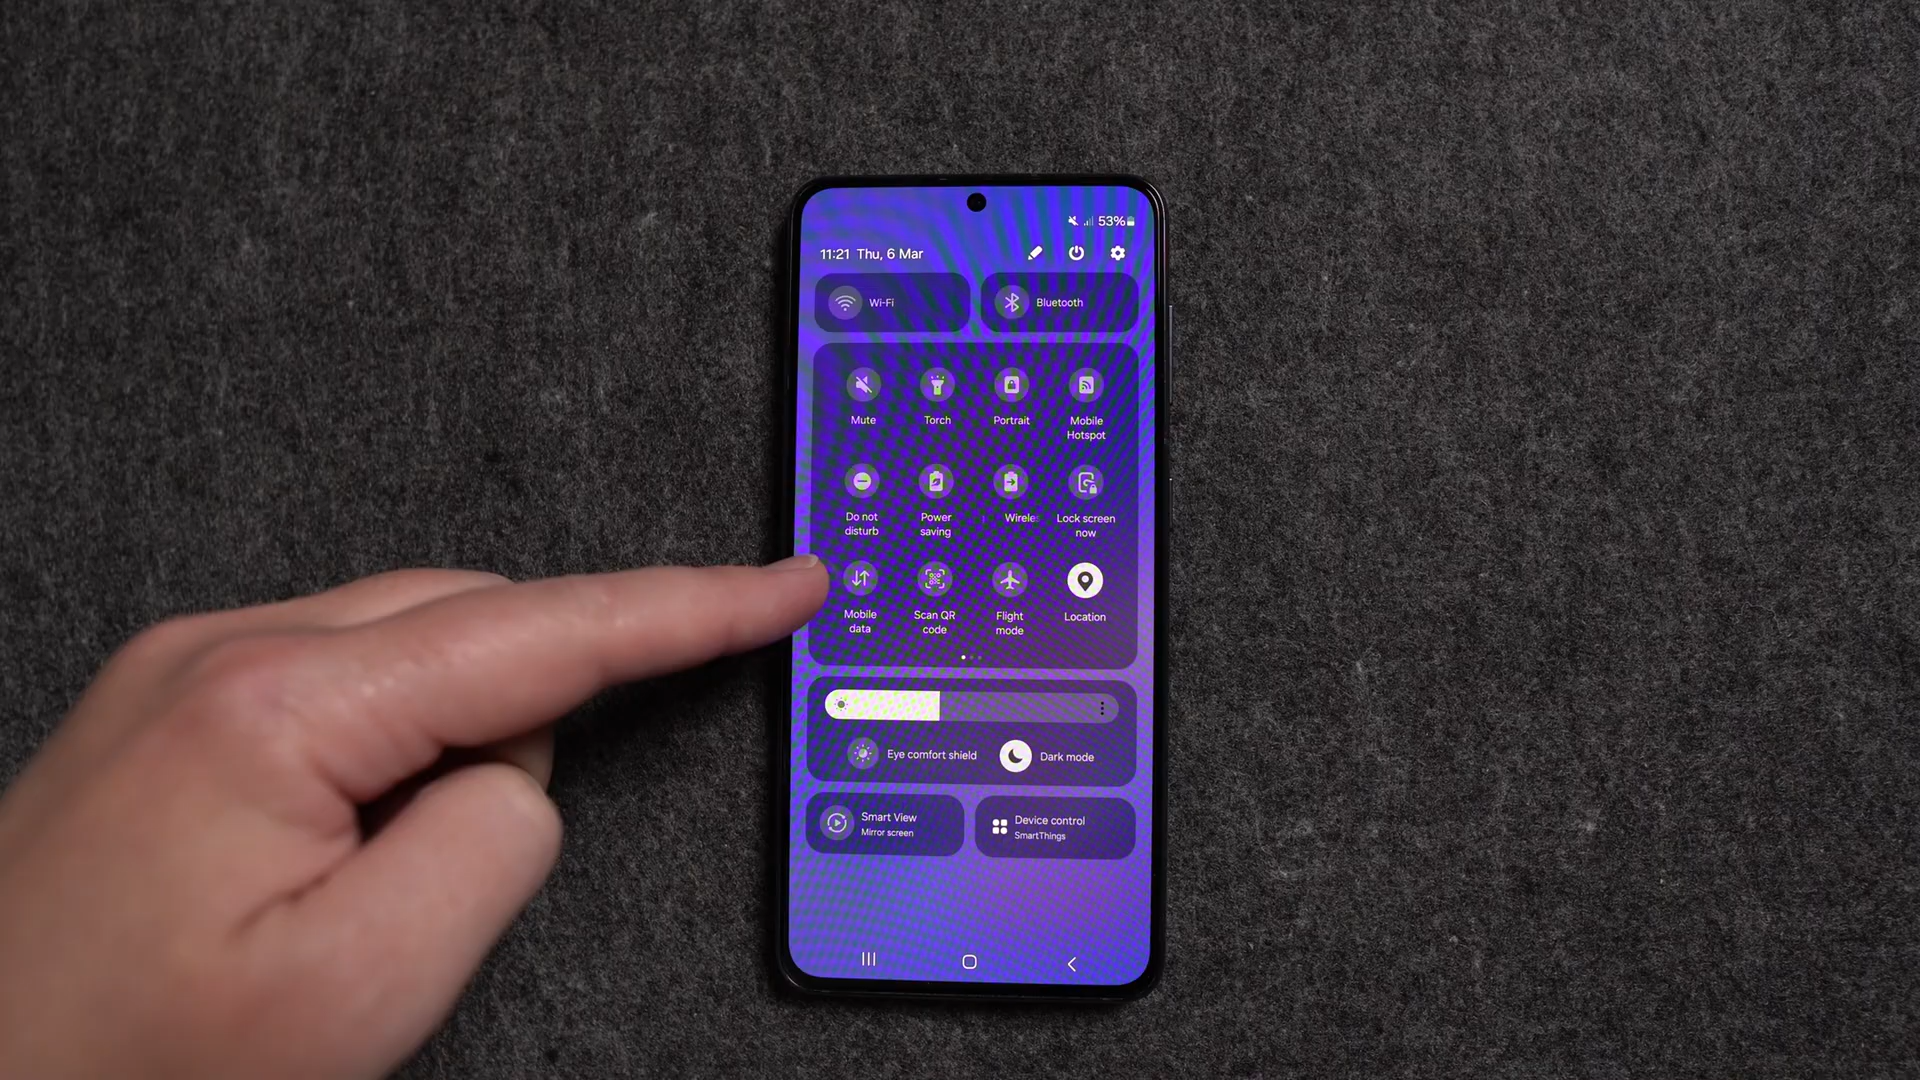 53%
11:21 Thu, 6 Mar
Wi-Fi
Bluetooth
Mute
Torch
Portrait
Mobile
Hotspot
Do not
disturb
Power
saving
Wireles
Lock screen
now
Mobile
data
Scan QR
code
Flight
mode
Location
Eye comfort shield
Dark mode
Smart View
Mirror screen
Device control
SmartThings